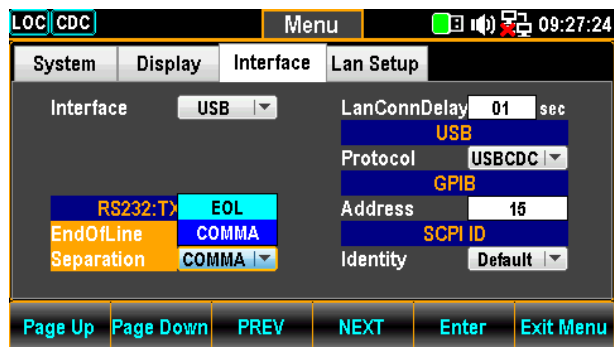 LOC CDC Menu 09:27:24
System Display Interface Lan Setup
Interface USB
LanConnDelay 01 sec
USB
Protocol USBCDC
GPIB
RS232:TX EOL
Address 15
EndOfLine COMMA
SCPI ID
Separation COMMA
Identity Default
Page Up Page Down PREV NEXT Enter Exit Menu